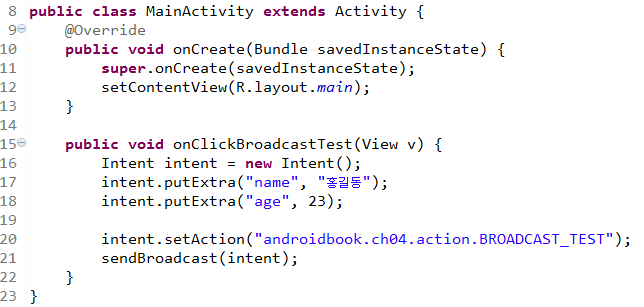 8 public class MainActivity extends Activity {
9 @Override
10 public void onCreate(Bundle savedInstanceState) {
11 super.onCreate(savedInstanceState);
12 setContentView(R.layout.main);
13 }
14
15 public void onClickBroadcastTest(View v) {
16 Intent intent = new Intent();
17 intent.putExtra("name", "홍길동");
18 intent.putExtra("age", 23);
19
20 intent.setAction("androidbook.ch04.action.BROADCAST_TEST");
21 sendBroadcast(intent);
22 }
23 }